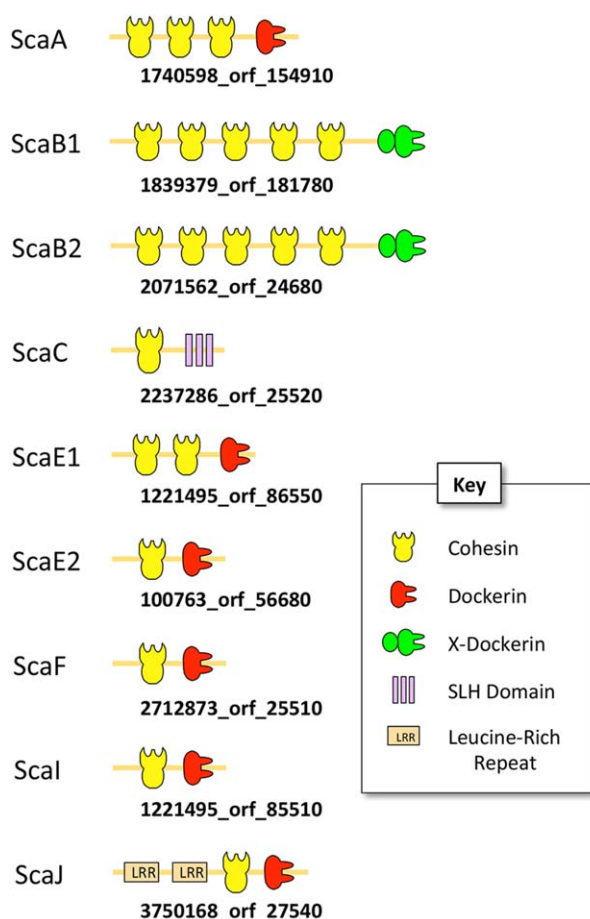 ScaA
1740598_orf_154910
ScaB1
1839379_orf_181780
ScaB2
2071562_orf_24680
ScaC
2237286_orf_25520
ScaE1
1221495_orf_86550
ScaE2
100763_orf_56680
ScaF
2712873_orf_25510
ScaI
1221495_orf_85510
ScaJ
LRR LRR
3750168_orf_27540
Key
Cohesin
Dockerin
X-Dockerin
SLH Domain
LRR Leucine-Rich
Repeat